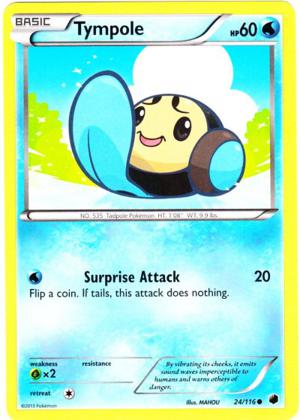 BASIC
Tympole
HP60
NO. 535 Tadpole Pokémon HT. 1'08" WT. 9.9 lbs.
Surprise Attack 20
Flip a coin. If tails, this attack does nothing.
weakness resistance
×2
retreat
By vibrating its cheeks, it emits
sound waves imperceptible to
humans and warns others of
danger.
©2013 Pokémon Illus. MAHOU 24/116